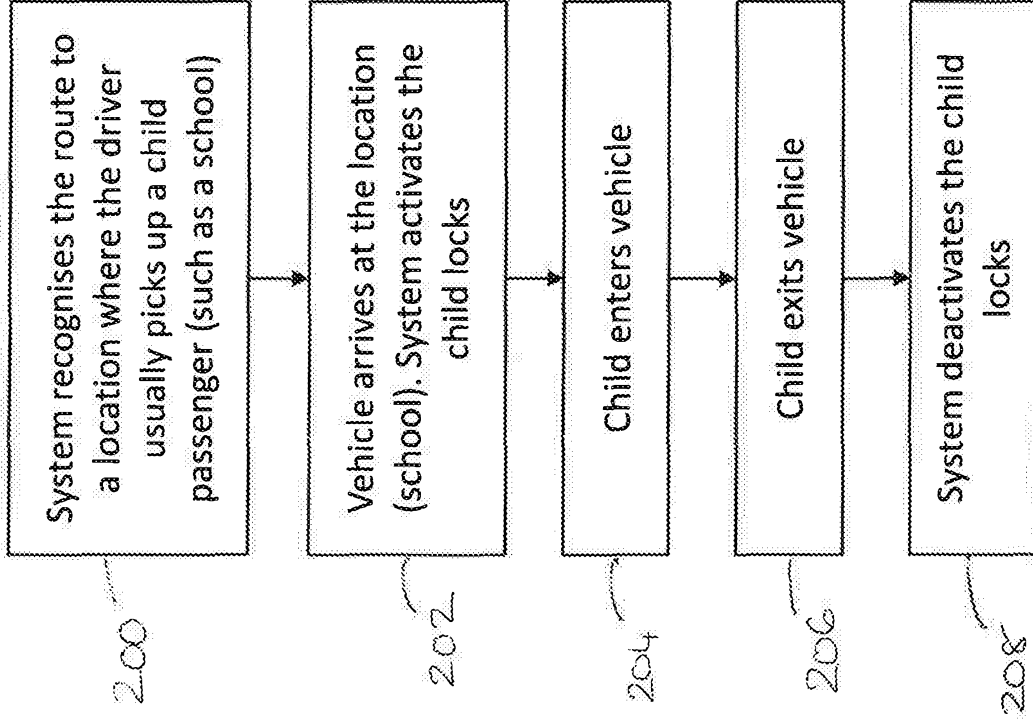 System recognises the route to
a location where the driver
usually picks up a child
passenger (such as a school)
200
Vehicle arrives at the location
(school). System activates the
child locks
202
Child enters vehicle
204
Child exits vehicle
206
System deactivates the child
locks
208